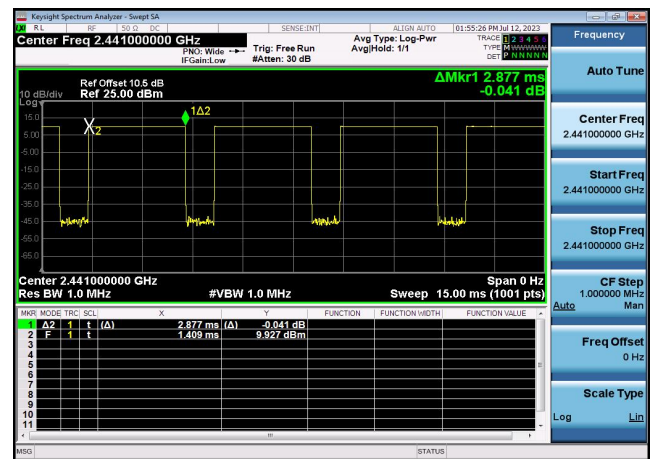 Keysight Spectrum Analyzer - Swept SA
RL RF 50 Ω DC SENSE:INT ALIGN AUTO 01:55:26 PM Jul 12, 2023
Center Freq 2.441000000 GHz
PNO: Wide
IFGain:Low
Trig: Free Run
#Atten: 30 dB
Avg Type: Log-Pwr
Avg|Hold: 1/1
TRACE 1 2 3 4 5 6
TYPE M WWWWW
DET P N N N N N
Ref Offset 10.5 dB
Ref 25.00 dBm
10 dB/div
Log
ΔMkr1 2.877 ms
-0.041 dB
15.0
5.00
-5.00
-15.0
-25.0
-35.0
-45.0
-55.0
-65.0
1Δ2
X2
Center 2.441000000 GHz Span 0 Hz
Res BW 1.0 MHz #VBW 1.0 MHz Sweep 15.00 ms (1001 pts)
MKR MODE TRC SCL X Y FUNCTION FUNCTION WIDTH FUNCTION VALUE
1 Δ2 1 t (Δ) 2.877 ms (Δ) -0.041 dB
2 F 1 t 1.409 ms 9.927 dBm
3
4
5
6
7
8
9
10
11
MSG STATUS
Frequency
Auto Tune
Center Freq
2.441000000 GHz
Start Freq
2.441000000 GHz
Stop Freq
2.441000000 GHz
CF Step
1.000000 MHz
Auto Man
Freq Offset
0 Hz
Scale Type
Log Lin